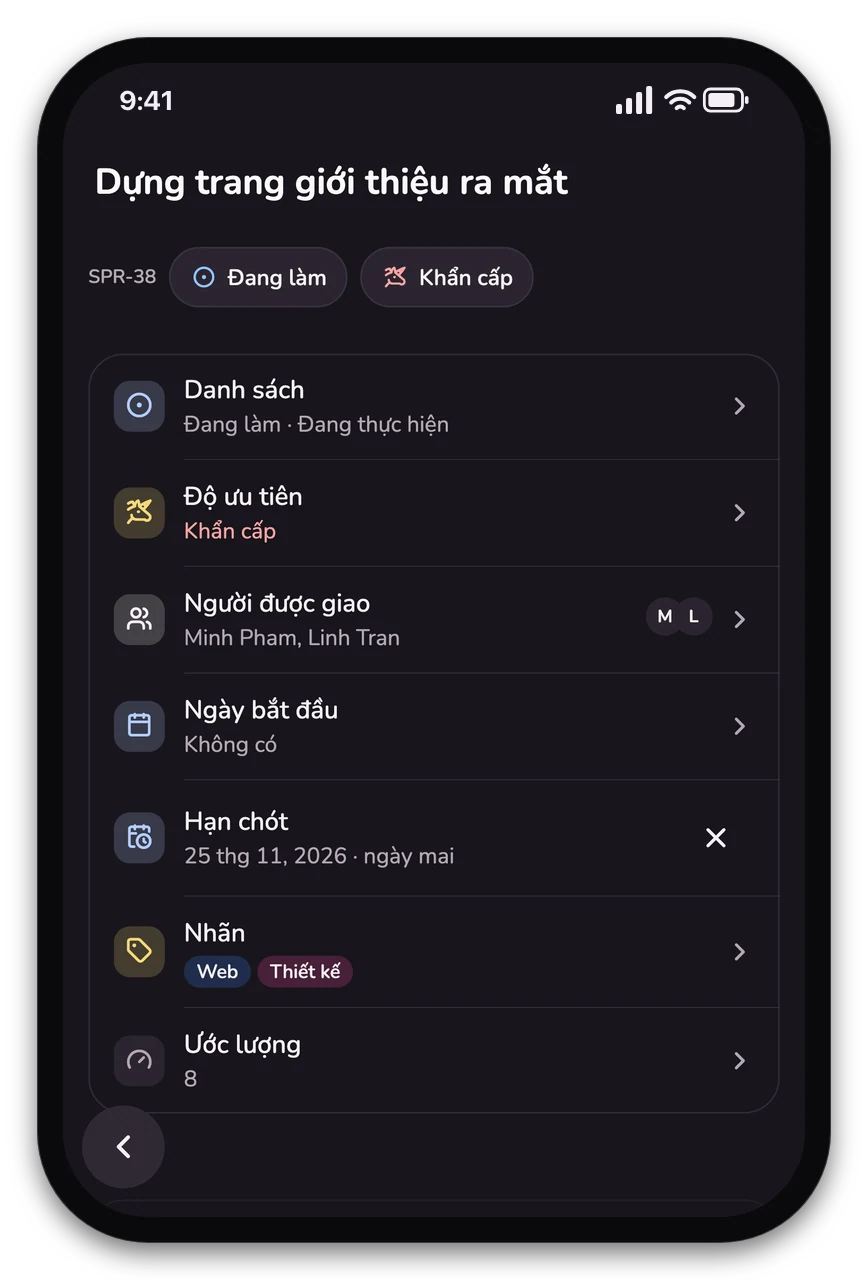 9:41
Dựng trang giới thiệu ra mắt
SPR-38 Đang làm Khẩn cấp
Danh sách
Đang làm · Đang thực hiện
Độ ưu tiên
Khẩn cấp
Người được giao
Minh Pham, Linh Tran
M L
Ngày bắt đầu
Không có
Hạn chót
25 thg 11, 2026 · ngày mai
Nhãn
Web Thiết kế
Ước lượng
8